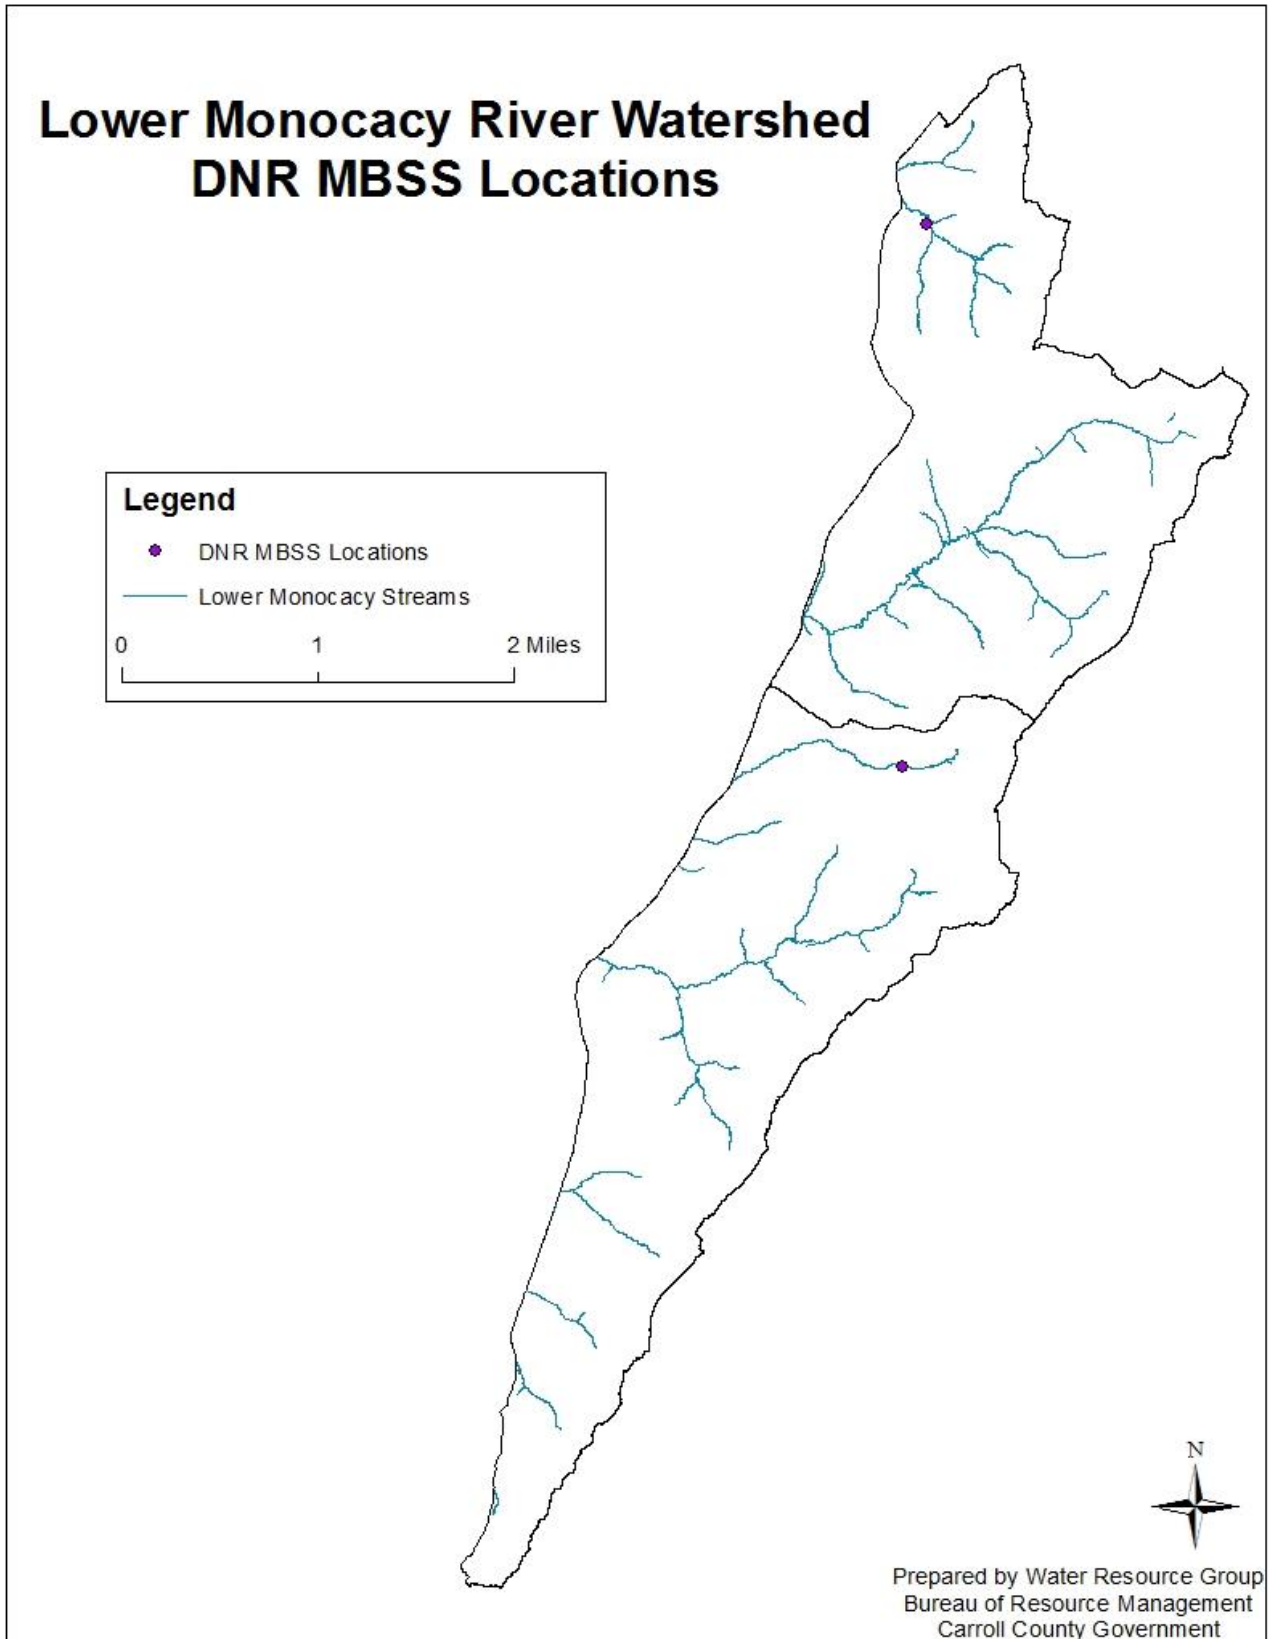 Lower Monocacy River Watershed
DNR MBSS Locations
Legend
DNR MBSS Locations
Lower Monocacy Streams
0 1 2 Miles
N
Prepared by Water Resource Group
Bureau of Resource Management
Carroll County Government